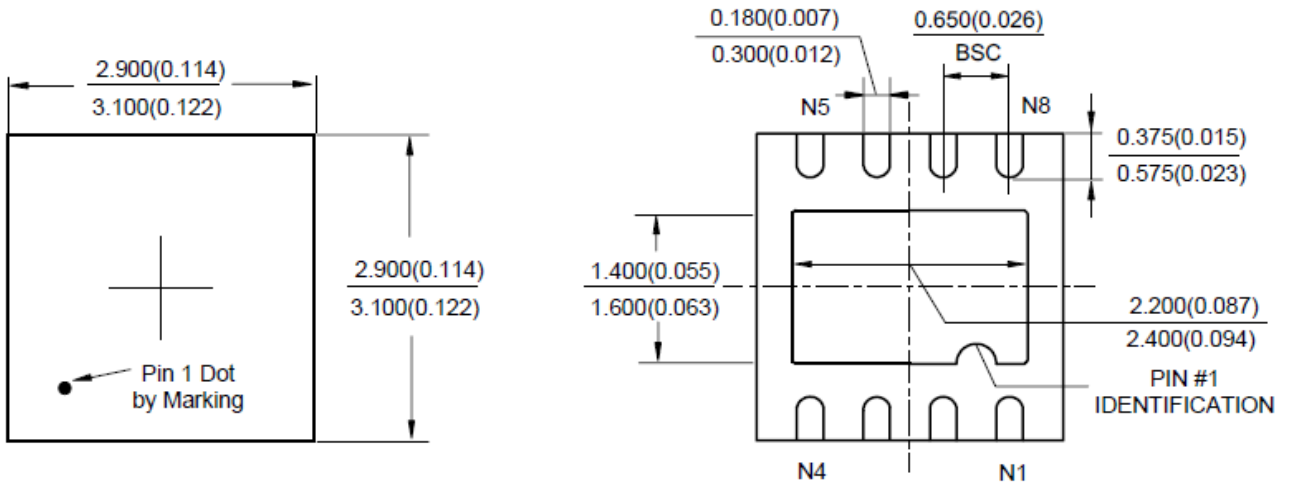 2.900(0.114)
3.100(0.122)
2.900(0.114)
3.100(0.122)
Pin 1 Dot
by Marking
0.180(0.007)
0.300(0.012)
0.650(0.026)
BSC
N5
N8
0.375(0.015)
0.575(0.023)
1.400(0.055)
1.600(0.063)
2.200(0.087)
2.400(0.094)
PIN #1
IDENTIFICATION
N4
N1